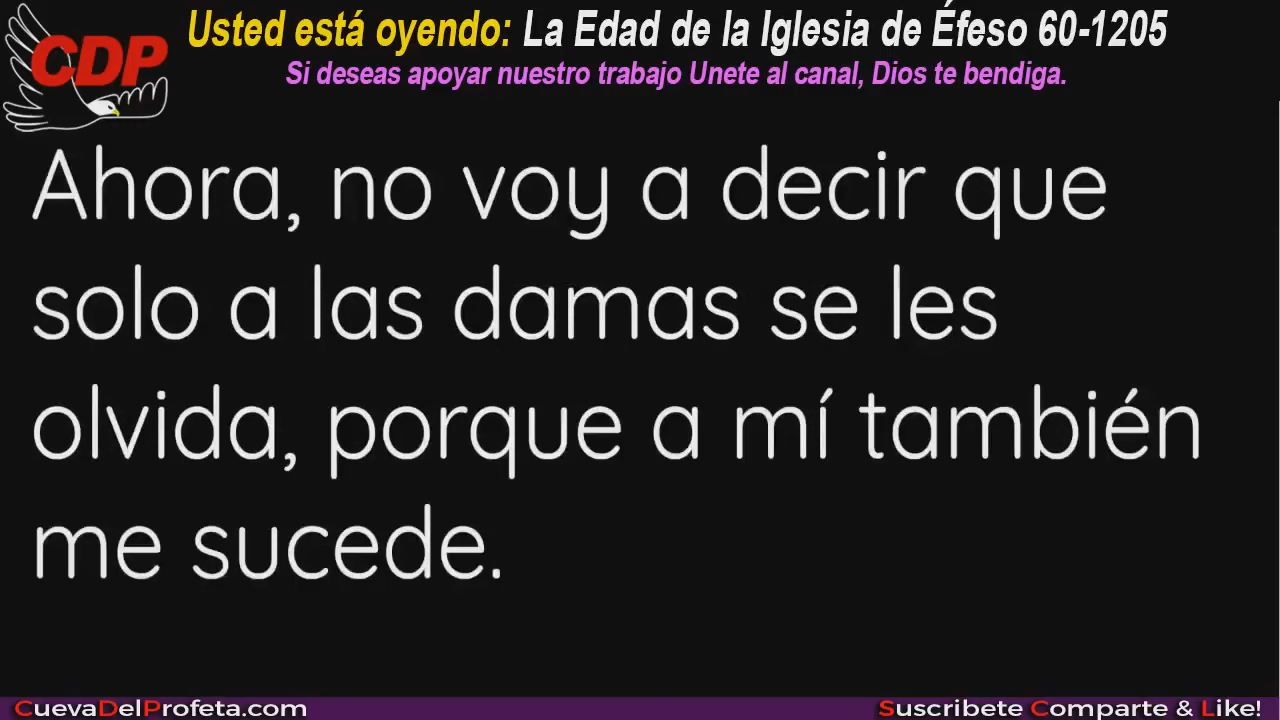 CDP
Usted está oyendo: La Edad de la Iglesia de Éfeso 60-1205
Si deseas apoyar nuestro trabajo Unete al canal, Dios te bendiga.
Ahora, no voy a decir que
solo a las damas se les
olvida, porque a mí también
me sucede.
CuevaDelProfeta.com
Suscribete Comparte & Like!